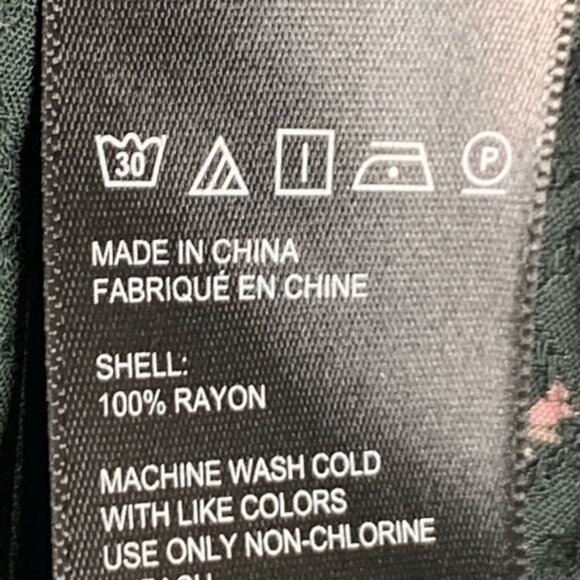 30 P
MADE IN CHINA
FABRIQUÉ EN CHINE
SHELL:
100% RAYON
MACHINE WASH COLD
WITH LIKE COLORS
USE ONLY NON-CHLORINE